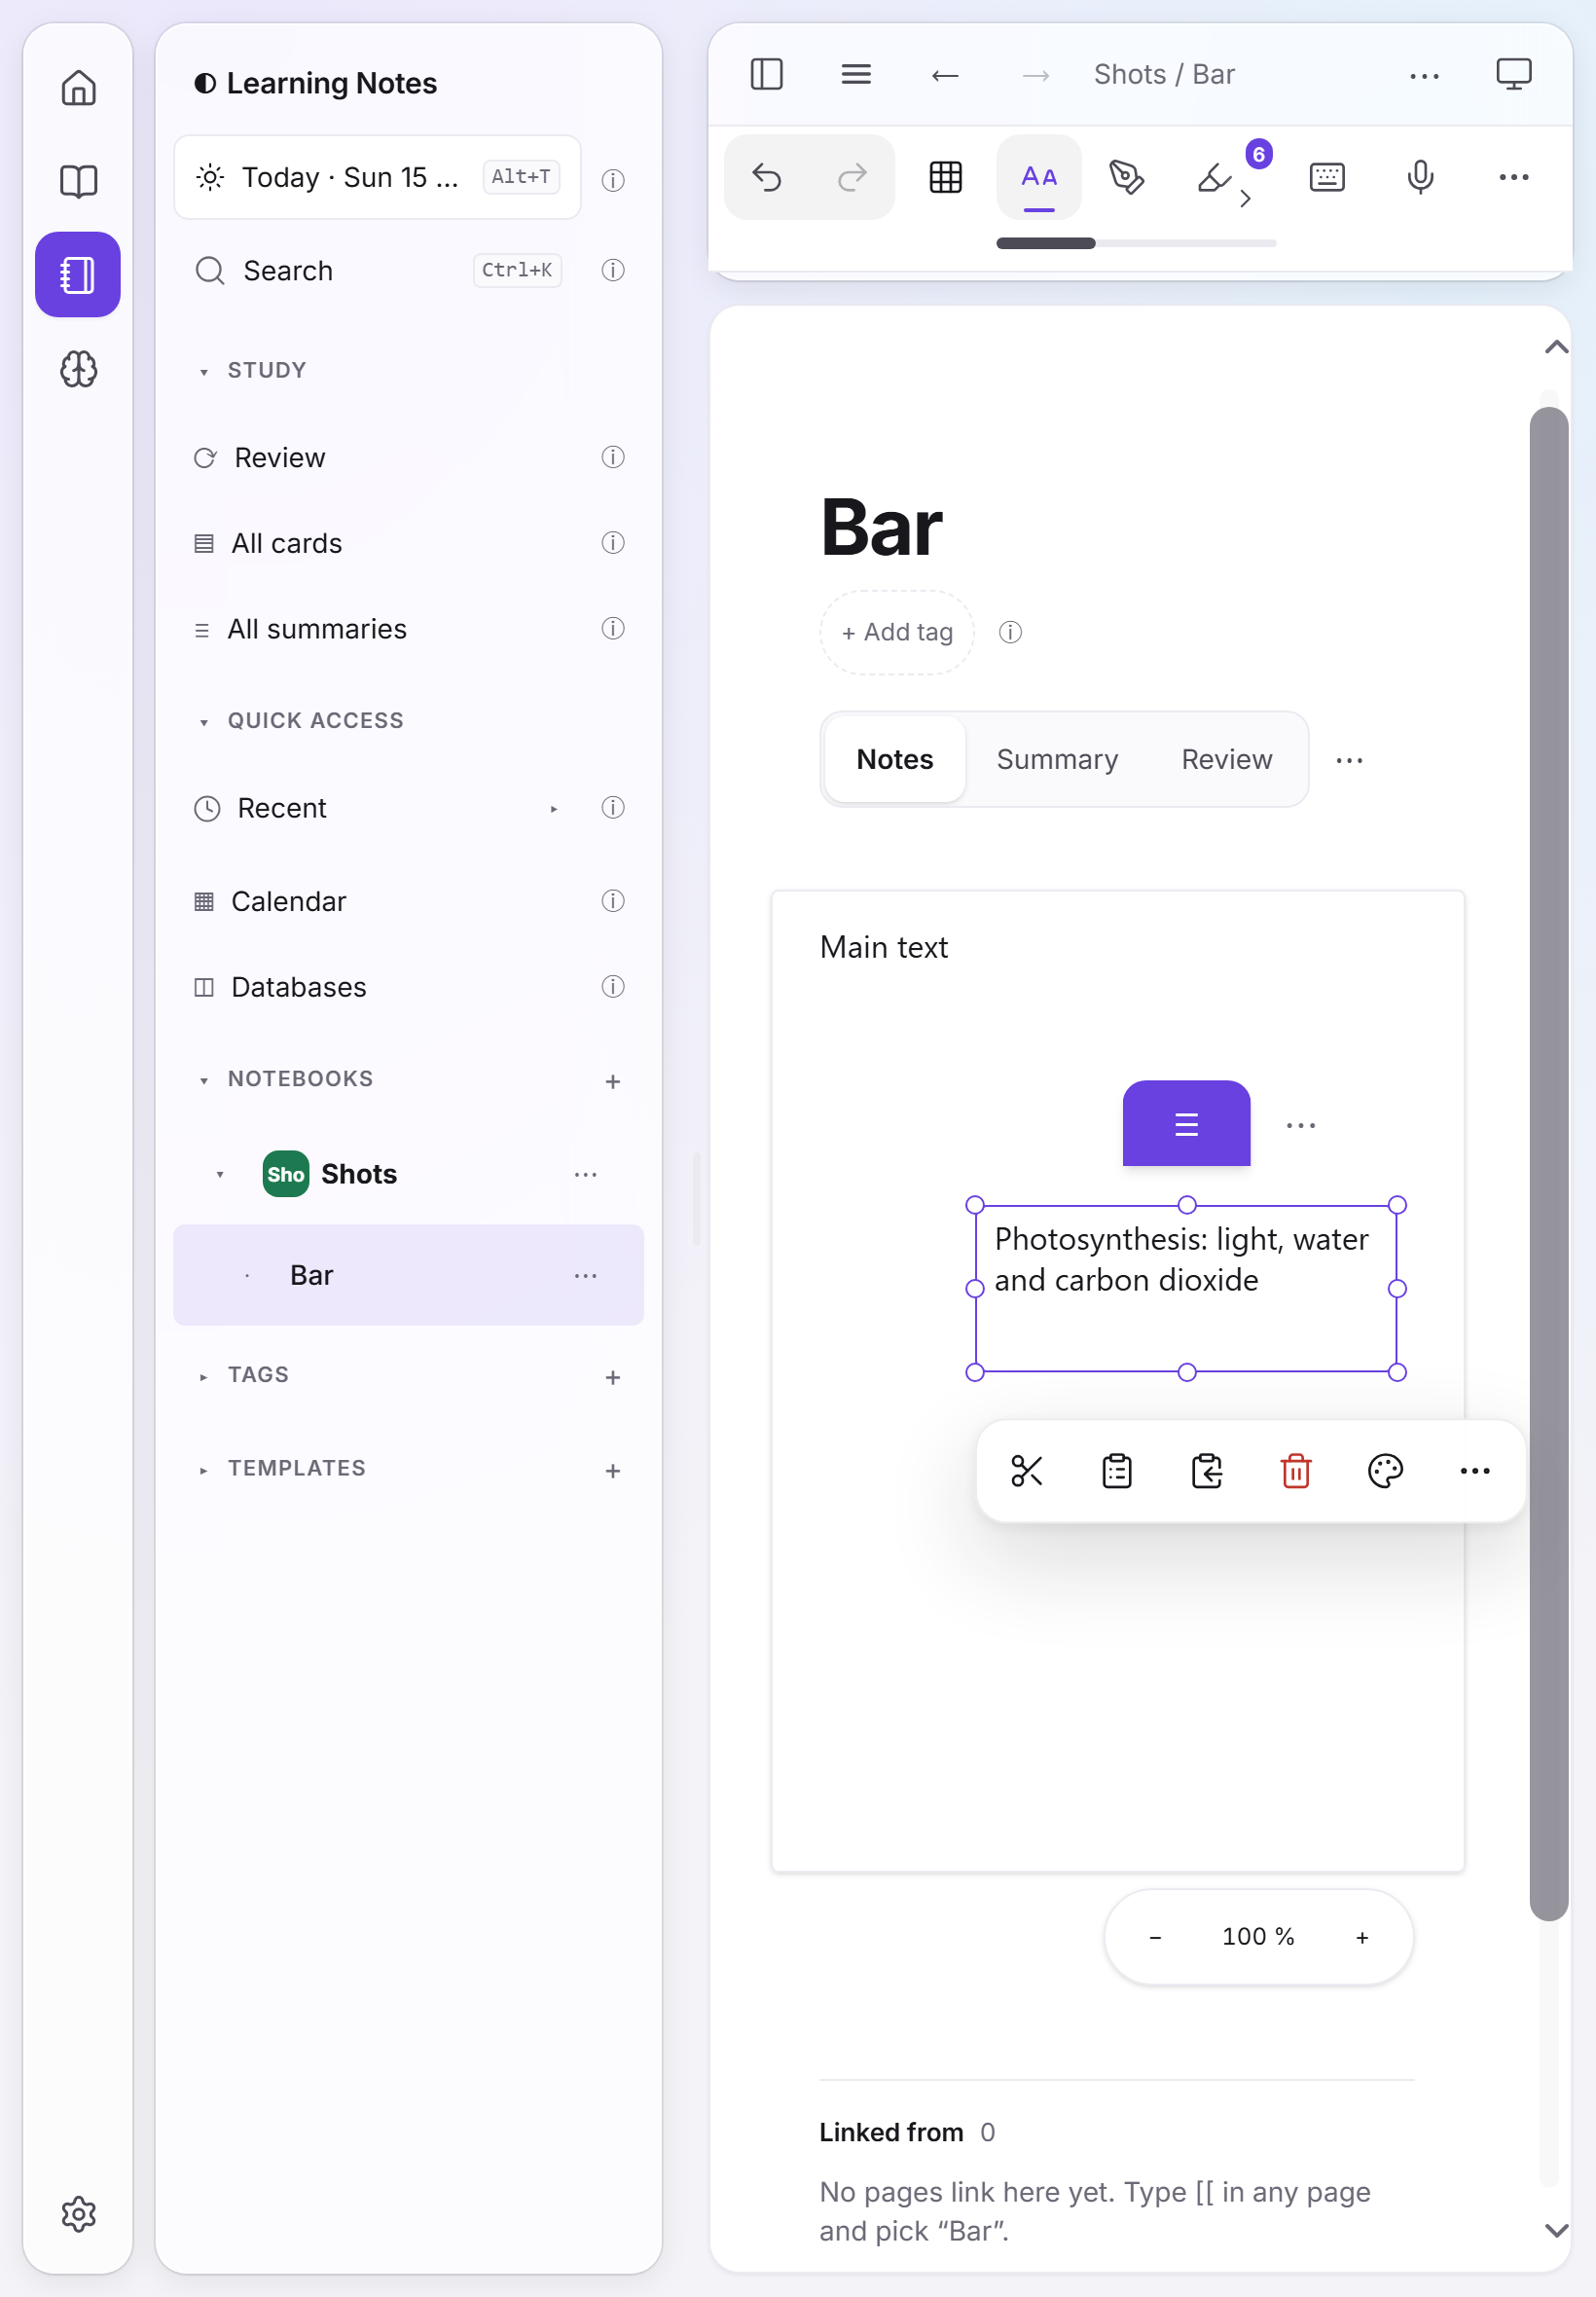 Learning Notes
Today · Sun 15 ... Alt+T
Search Ctrl+K
STUDY
Review
All cards
All summaries
QUICK ACCESS
Recent
Calendar
Databases
NOTEBOOKS +
Sho Shots
Bar
TAGS +
TEMPLATES +
Shots / Bar
AA
6
Bar
+ Add tag
Notes Summary Review
Main text
Photosynthesis: light, water
and carbon dioxide
− 100 % +
Linked from 0
No pages link here yet. Type [[ in any page
and pick “Bar”.